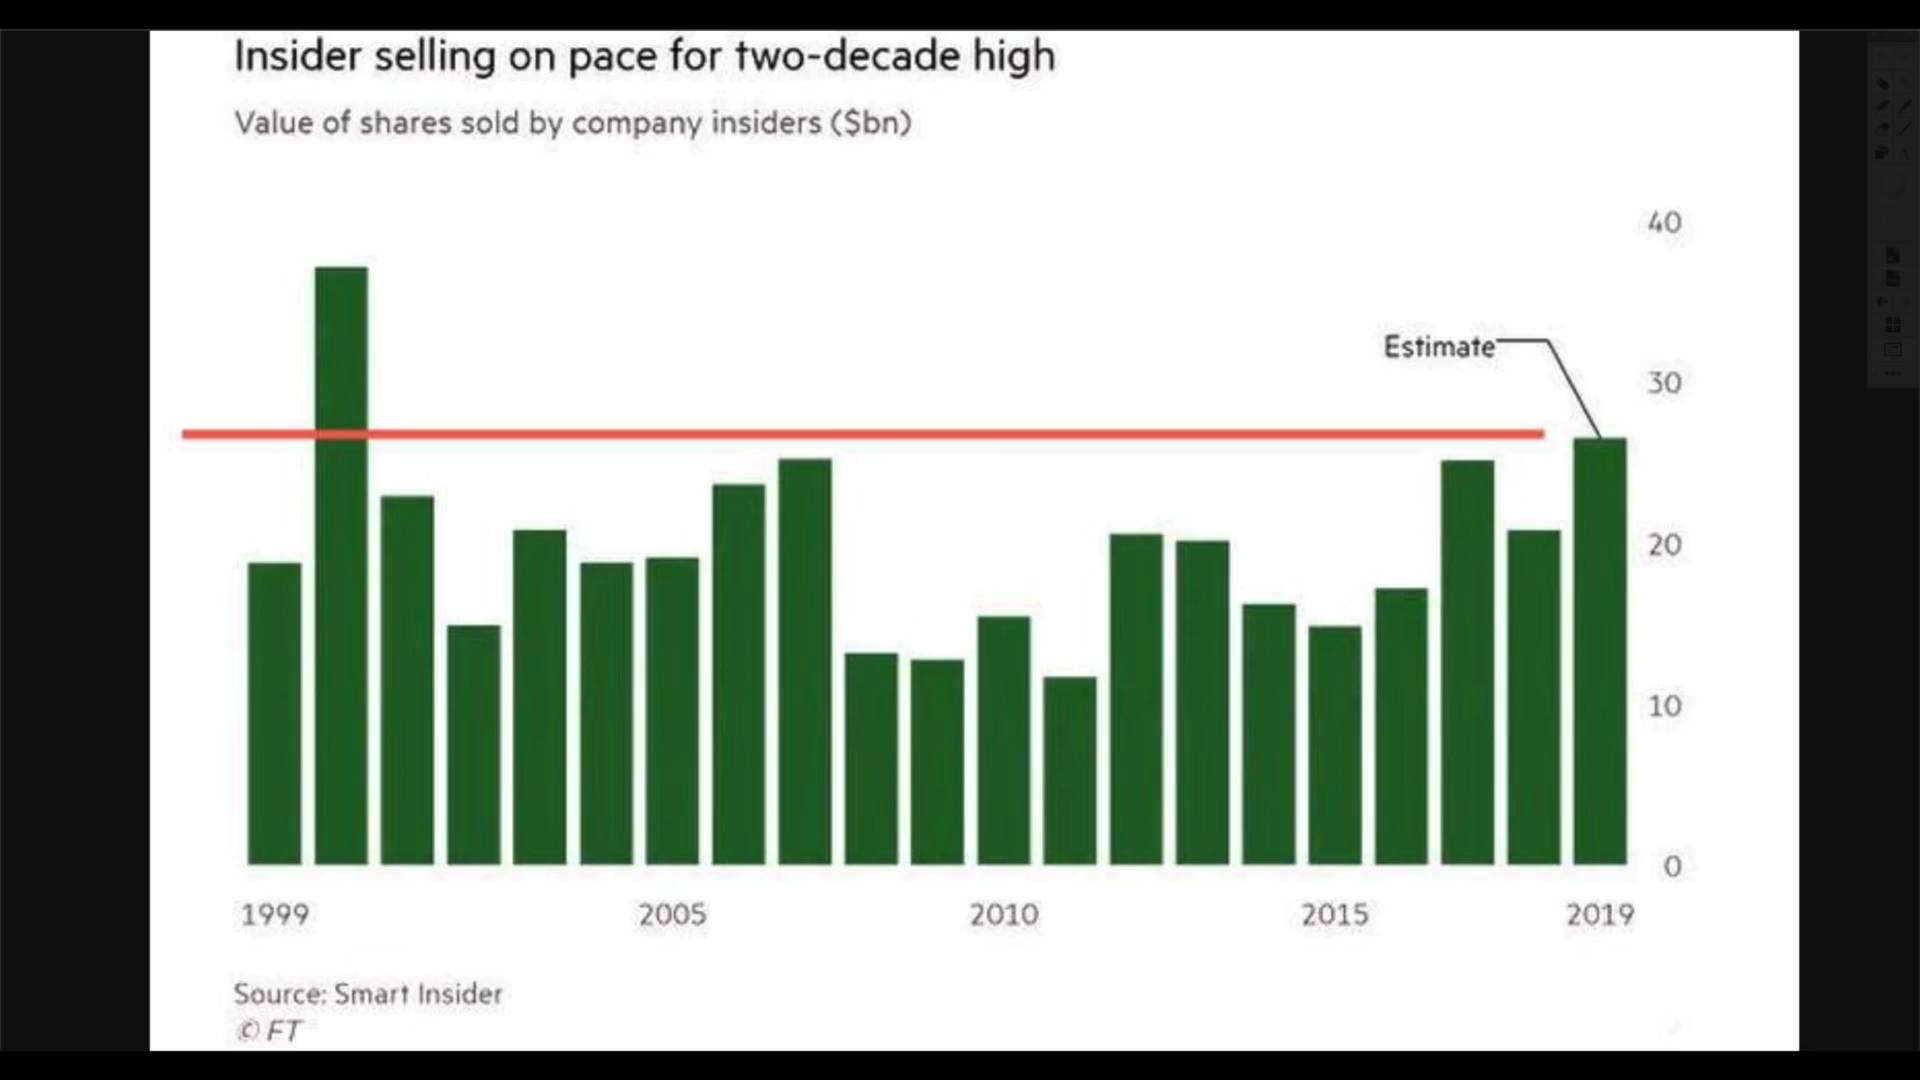 Insider selling on pace for two-decade high
Value of shares sold by company insiders ($bn)
40
Estimate
30
20
10
0
1999 2005 2010 2015 2019
Source: Smart Insider
© FT